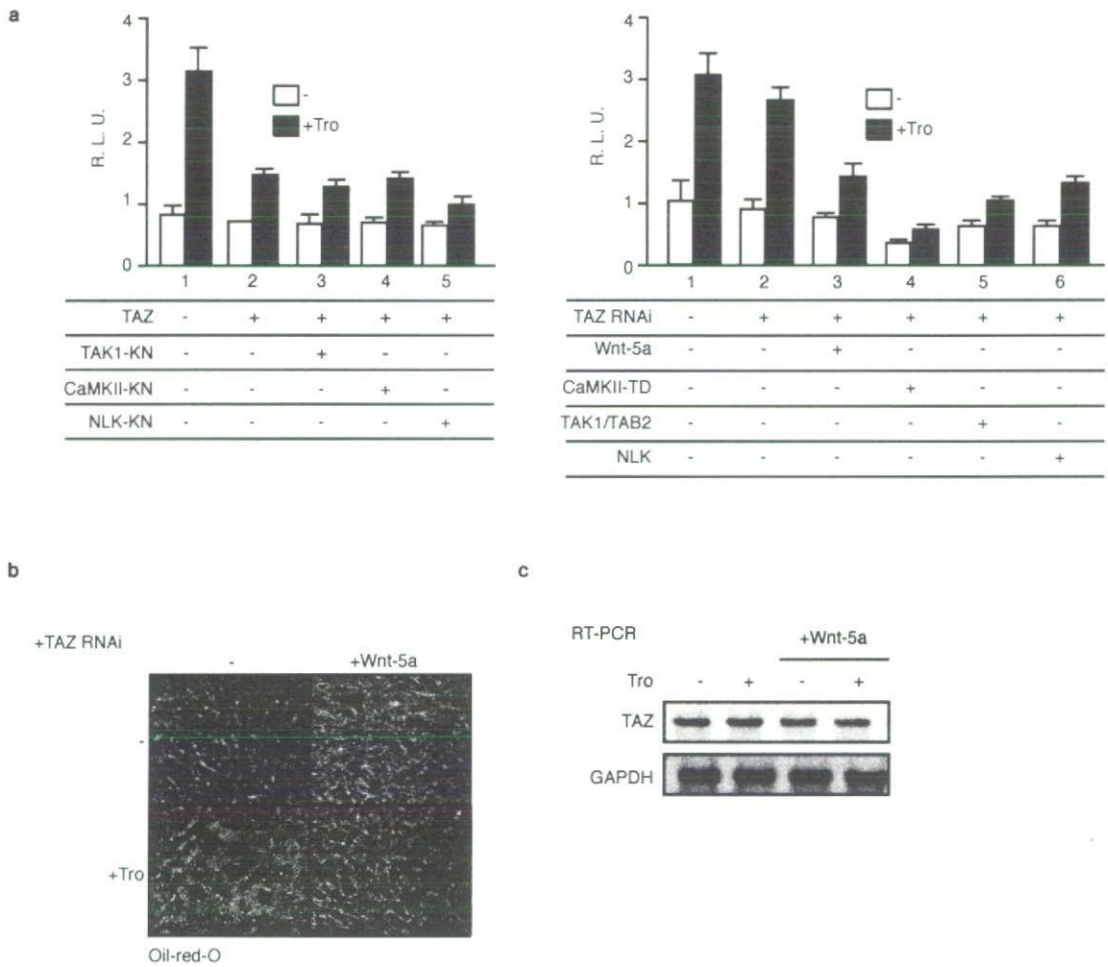 a
4
3
2
1
0
R. L. U.
-
+Tro
1 2 3 4 5
TAZ - + + + +
TAK1-KN - - + - -
CaMKII-KN - - - + -
NLK-KN - - - - +
4
3
2
1
0
R. L. U.
-
+Tro
1 2 3 4 5 6
TAZ RNAi - + + + + +
Wnt-5a - - + - - -
CaMKII-TD - - - + - -
TAK1/TAB2 - - - - + -
NLK - - - - - +
b
+TAZ RNAi
- +Wnt-5a
-
+Tro
Oil-red-O
c
RT-PCR
+Wnt-5a
Tro - + - +
TAZ
GAPDH